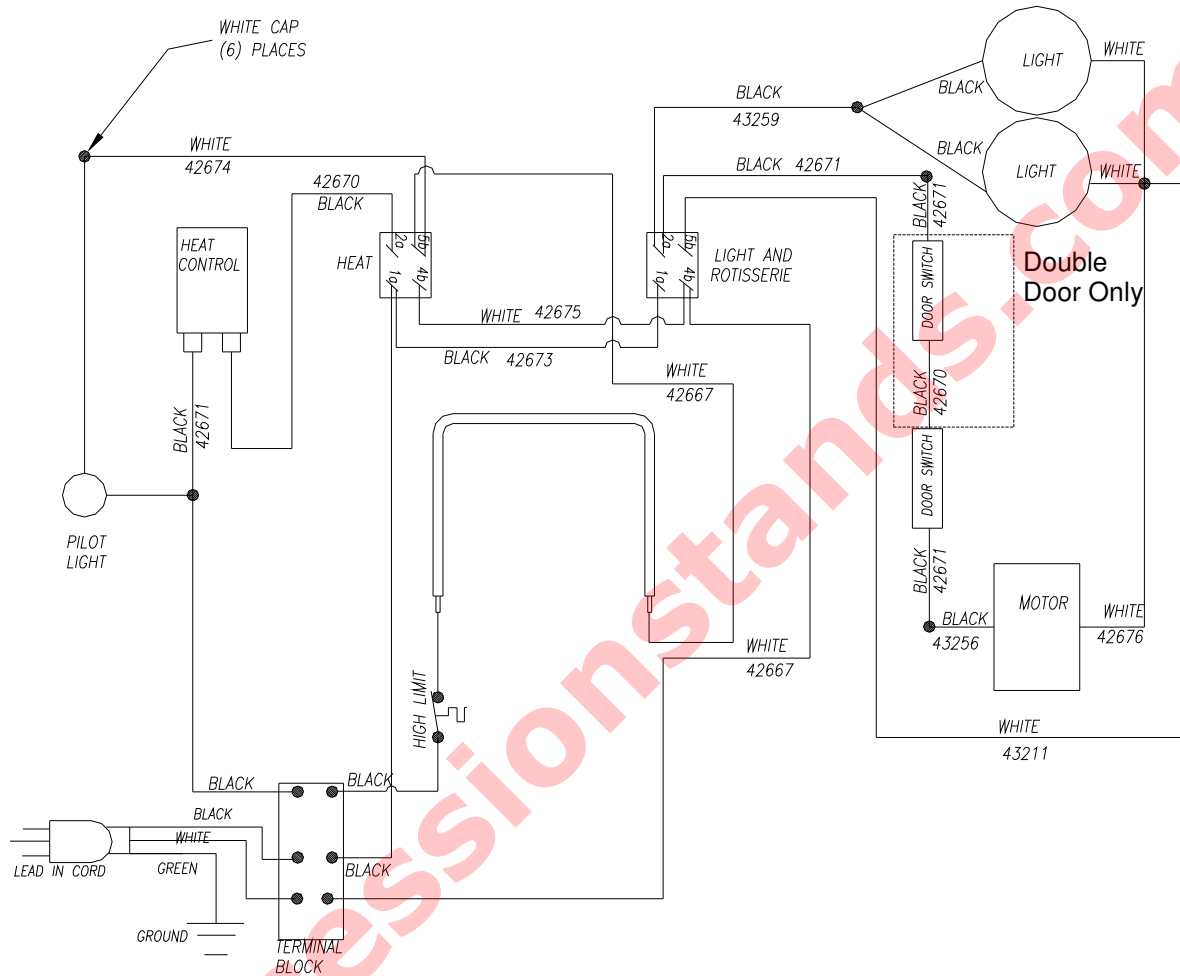 WHITE CAP
(6) PLACES
WHITE
42674
42670
BLACK
HEAT
CONTROL
HEAT
2a
5b
1a
4b
BLACK
43259
BLACK
BLACK
LIGHT
LIGHT
WHITE
WHITE
BLACK 42671
BLACK
42671
2a
5b
1a
4b
LIGHT AND
ROTISSERIE
DOOR SWITCH
Double
Door Only
WHITE 42675
BLACK 42673
WHITE
42667
BLACK
42670
BLACK
42671
DOOR SWITCH
PILOT
LIGHT
BLACK
42671
BLACK
43256
MOTOR
WHITE
42676
WHITE
42667
HIGH LIMIT
WHITE
43211
BLACK
BLACK
BLACK
WHITE
GREEN
BLACK
LEAD IN CORD
GROUND
TERMINAL
BLOCK
essionstands.com